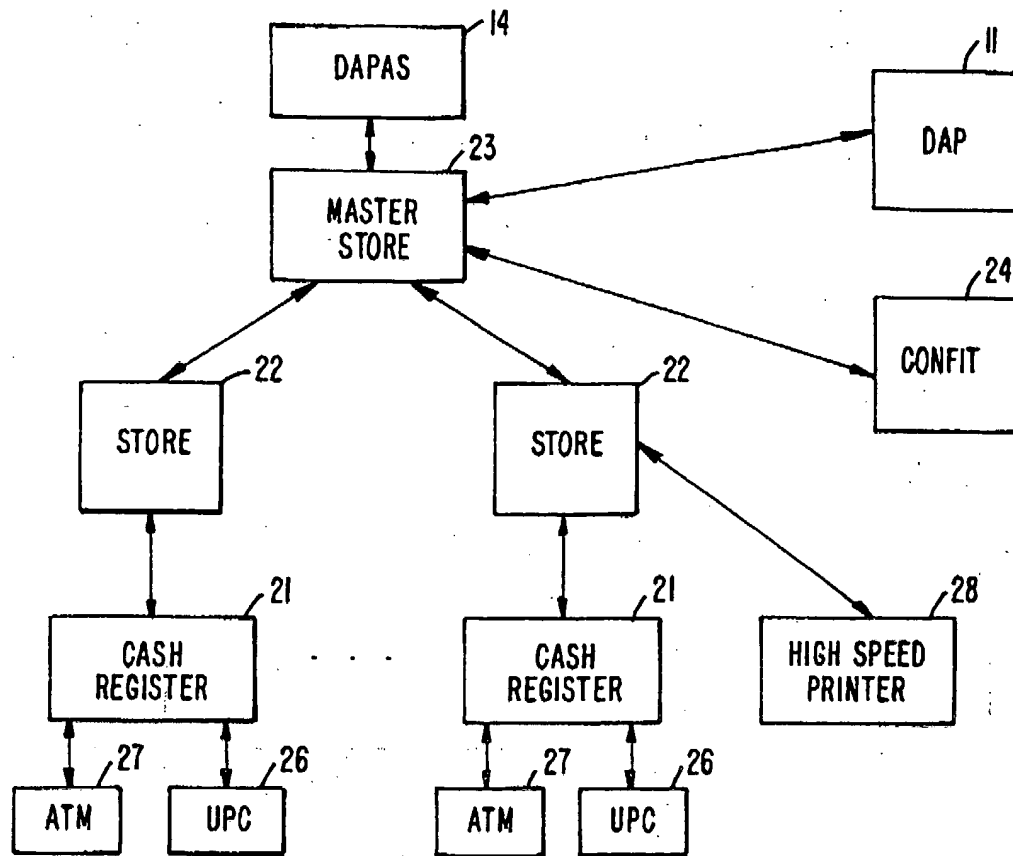 14
DAPAS
11
DAP
23
MASTER
STORE
24
CONFIT
22
STORE
22
STORE
21
CASH
REGISTER
. . .
21
CASH
REGISTER
28
HIGH SPEED
PRINTER
27
ATM
26
UPC
27
ATM
26
UPC